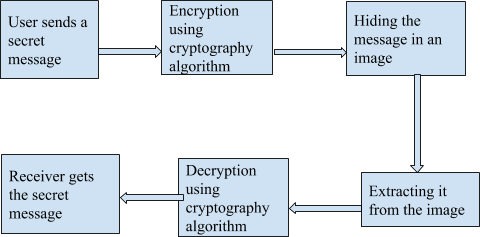 User sends a
secret
message
Encryption
using
cryptography
algorithm
Hiding the
message in an
image
Extracting it
from the image
Decryption
using
cryptography
algorithm
Receiver gets
the secret
message